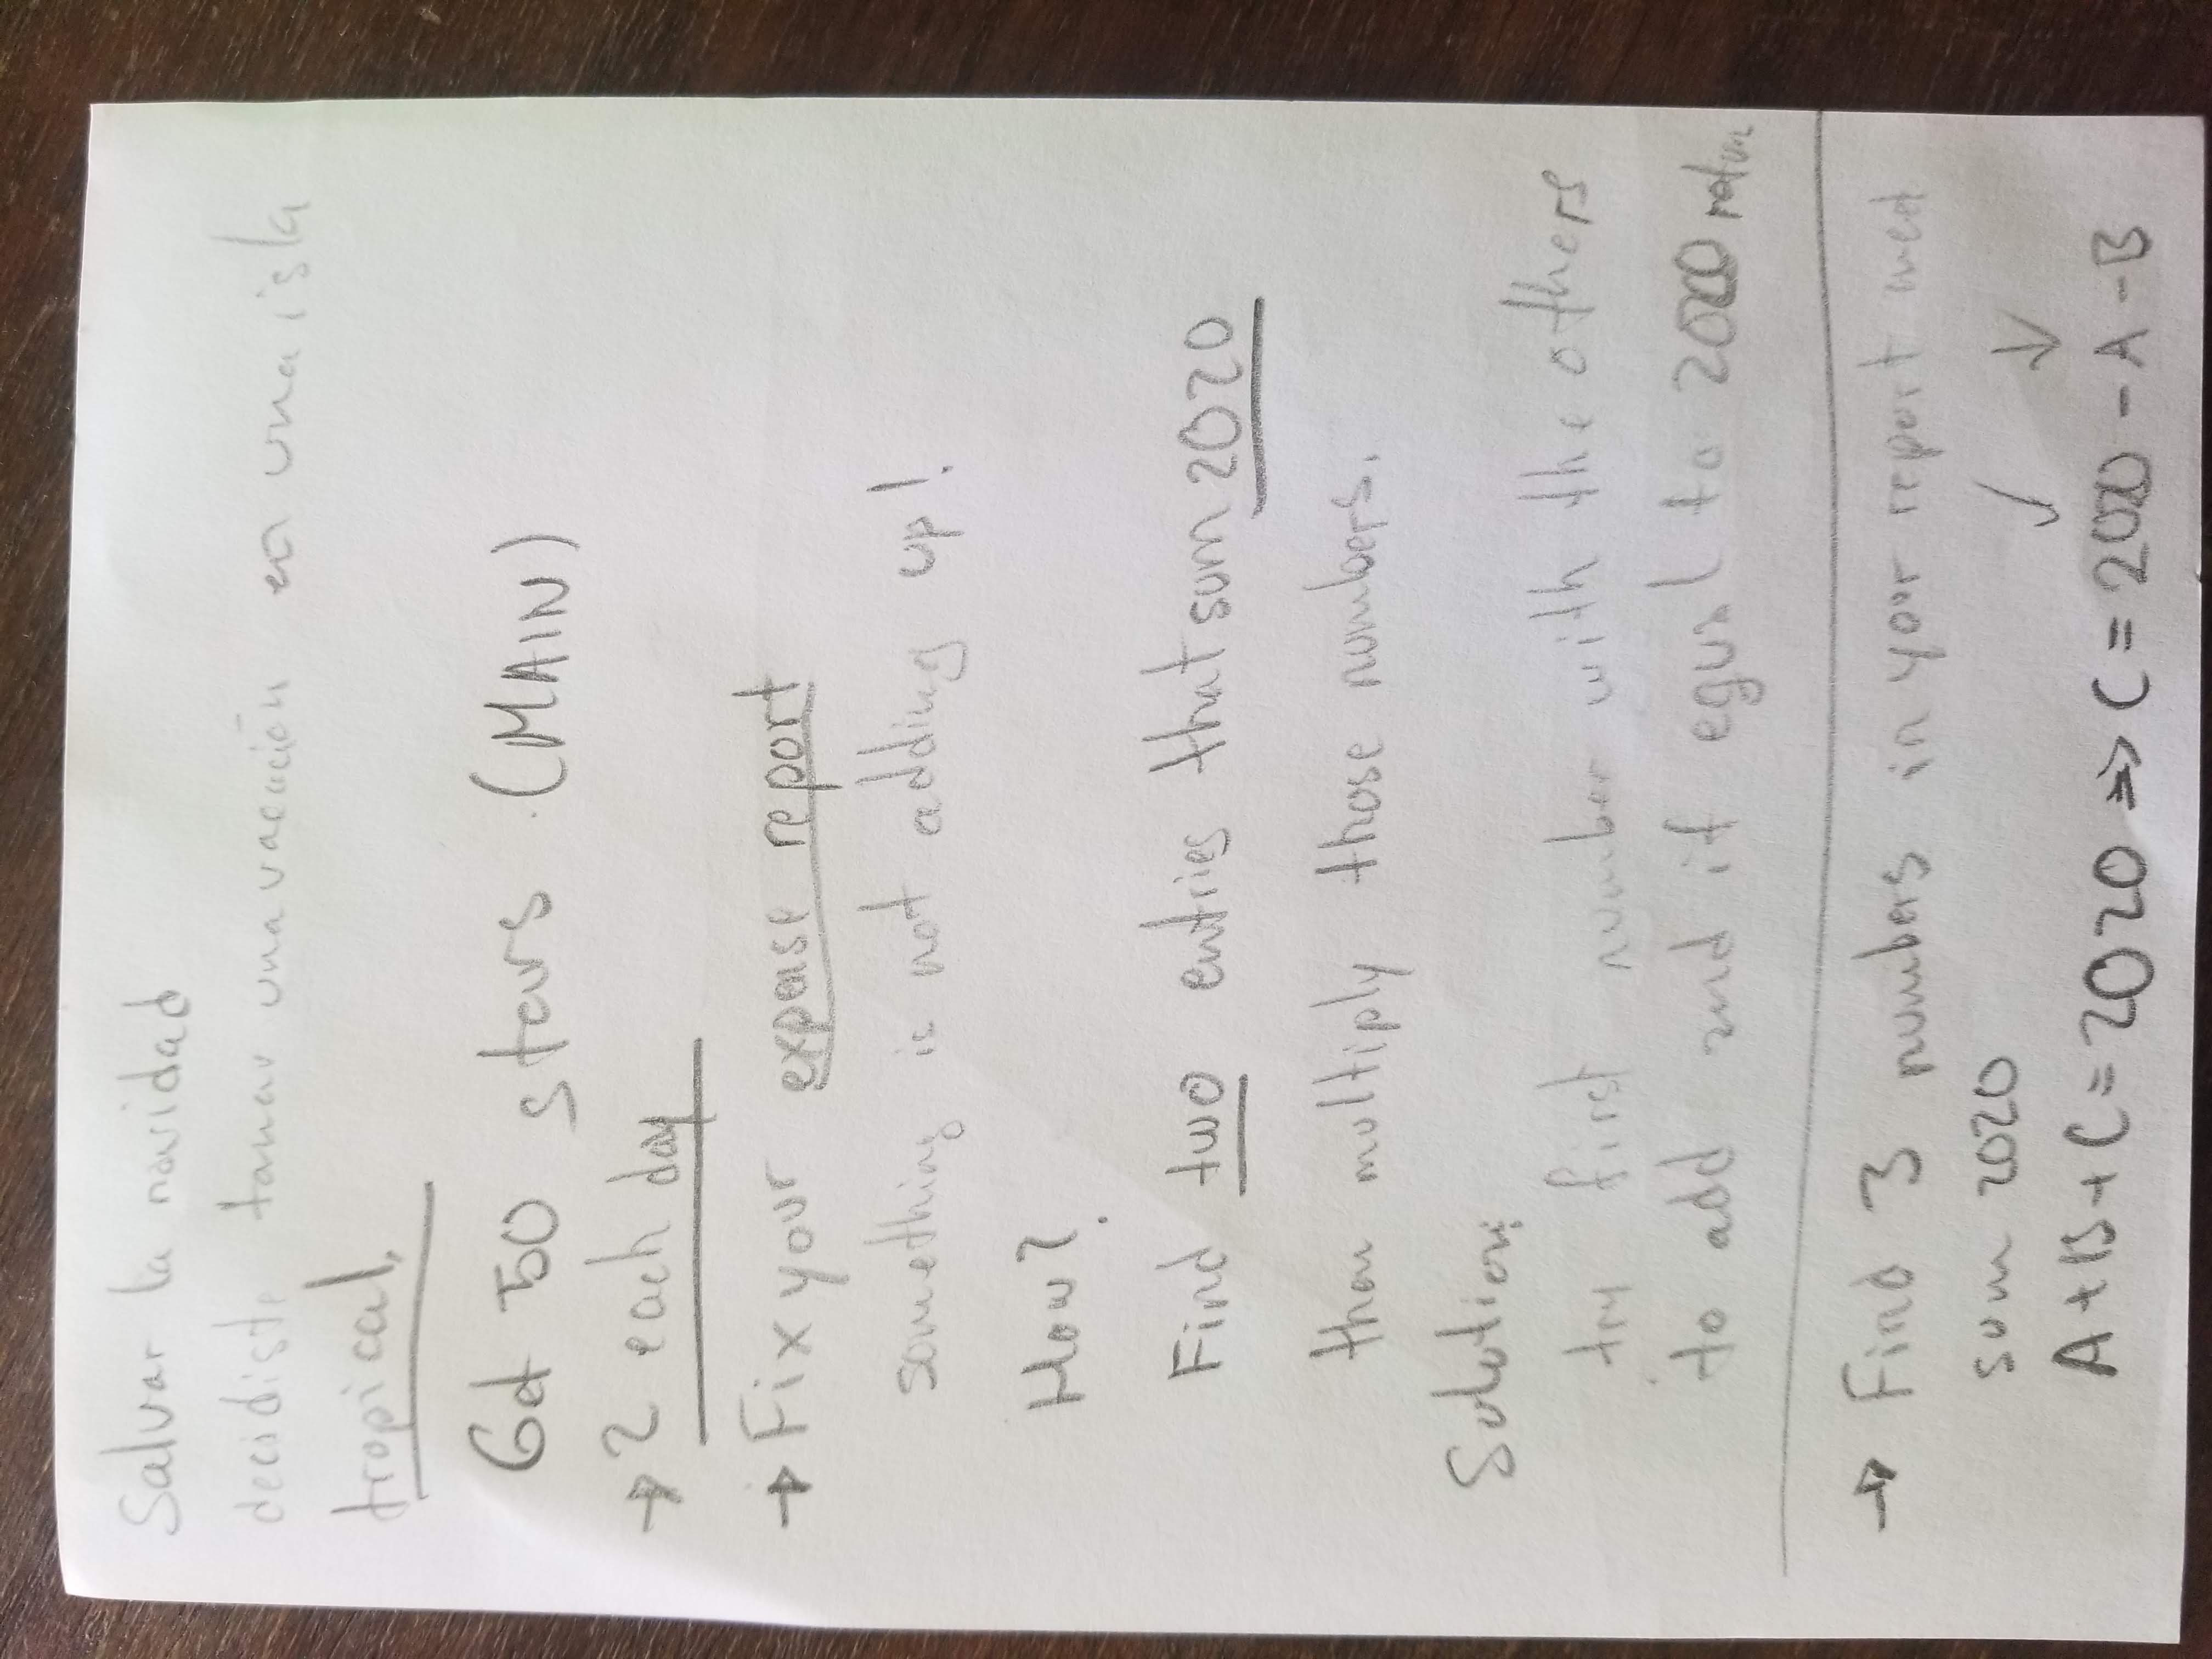 Salvar la navidad
decidiste tomar una vacación en una isla
tropical.
Get 50 stars (MAIN)
→ 2 each day
→ Fix your expense report
something is not adding up!
How?
Find two entries that sum 2020
then multiply those numbers.
Solution:
try first number with the others
to add and if equal to 2020 return
→ Find 3 numbers in your report
sum 2020
A+B+C=2020 => C = 2020 - A - B